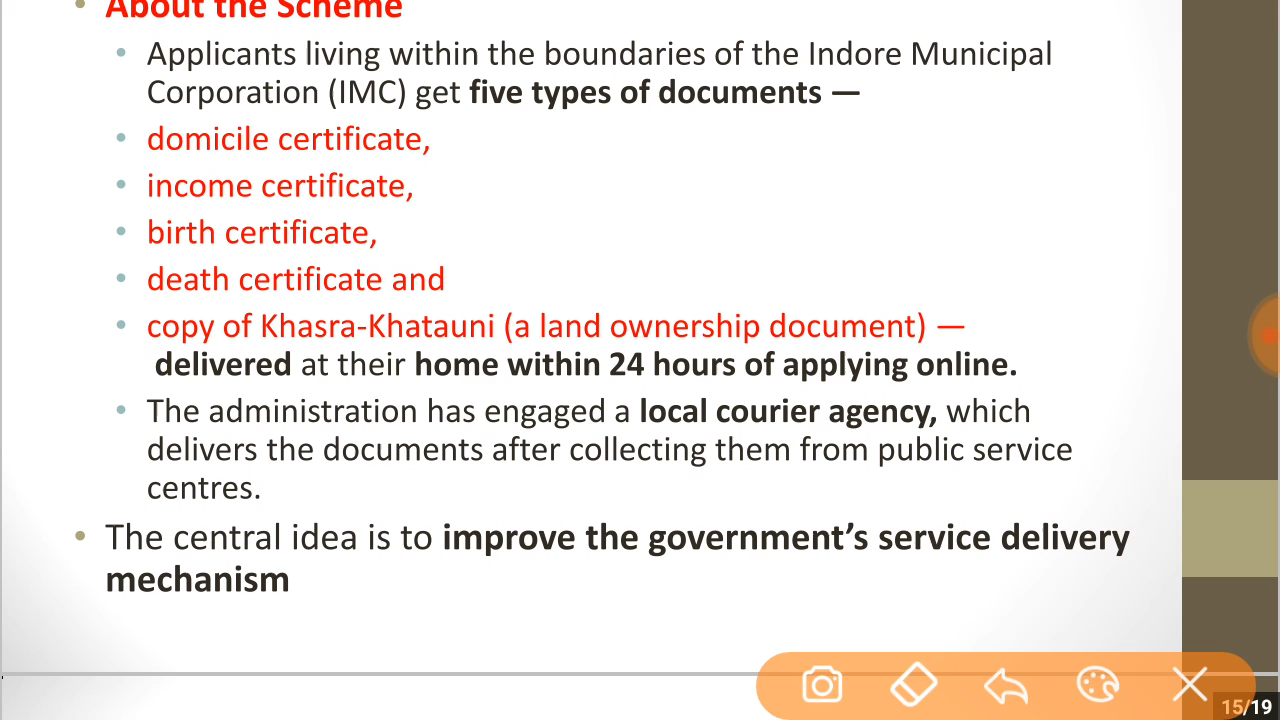 About the Scheme
Applicants living within the boundaries of the Indore Municipal
Corporation (IMC) get five types of documents —
domicile certificate,
income certificate,
birth certificate,
death certificate and
copy of Khasra-Khatauni (a land ownership document) —
delivered at their home within 24 hours of applying online.
The administration has engaged a local courier agency, which
delivers the documents after collecting them from public service
centres.
The central idea is to improve the government’s service delivery
mechanism
15/19